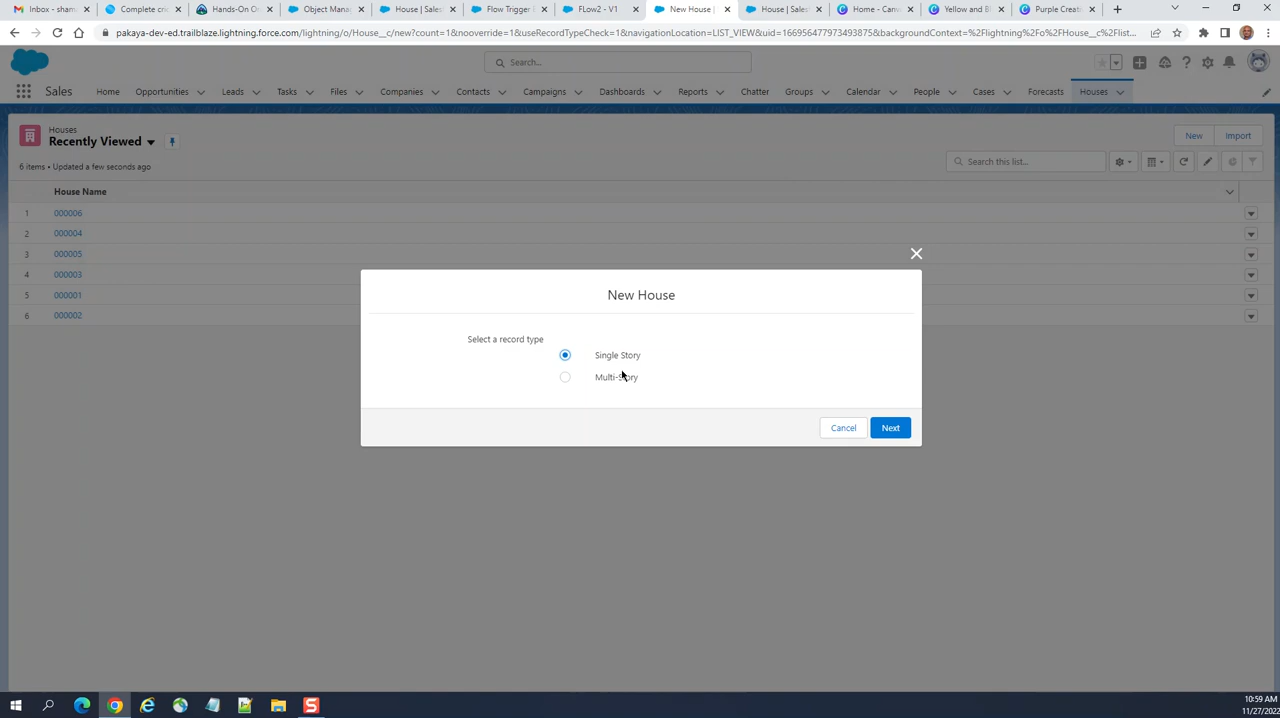 Inbox - sham
Complete cric
Hands-On O
Object Mana
House | Sales
Flow Trigger E
FLow2 - V1
New House |
House | Sales
Home - Canv
Yellow and B
Purple Creati
pakaya-dev-ed.trailblaze.lightning.force.com/lightning/o/House__c/new?count=1&nooverride=1&useRecordTypeCheck=1&navigationLocation=LIST_VIEW&uid=166956477973493875&backgroundContext=%2Flightning%2Fo%2FHouse__c%2Flist...
Search...
Sales
Home
Opportunities
Leads
Tasks
Files
Companies
Contacts
Campaigns
Dashboards
Reports
Chatter
Groups
Calendar
People
Cases
Forecasts
Houses
Houses
Recently Viewed
New
Import
6 items • Updated a few seconds ago
Search this list...
House Name
1 000006
2 000004
3 000005
4 000003
5 000001
6 000002
New House
Select a record type
Single Story
Multi-Story
Cancel
Next
10:59 AM
11/27/2022